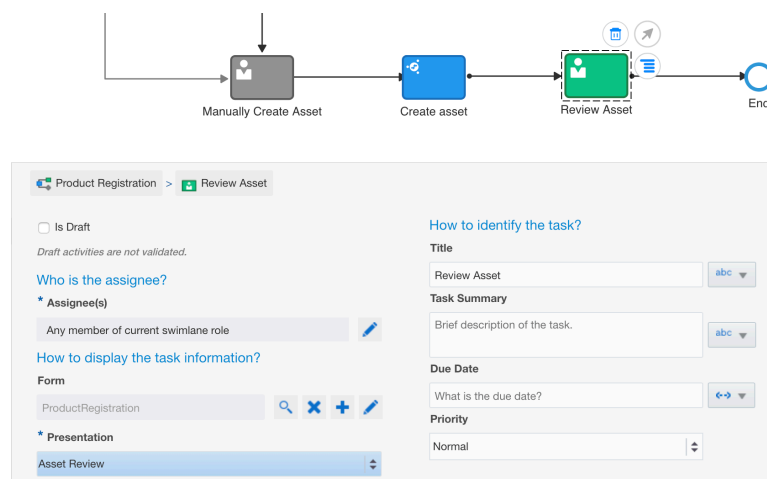 Manually Create Asset
Create asset
Review Asset
Product Registration > Review Asset
Is Draft
Draft activities are not validated.
Who is the assignee?
* Assignee(s)
Any member of current swimlane role
How to display the task information?
Form
ProductRegistration
* Presentation
Asset Review
How to identify the task?
Title
Review Asset
abc
Task Summary
Brief description of the task.
abc
Due Date
What is the due date?
Priority
Normal